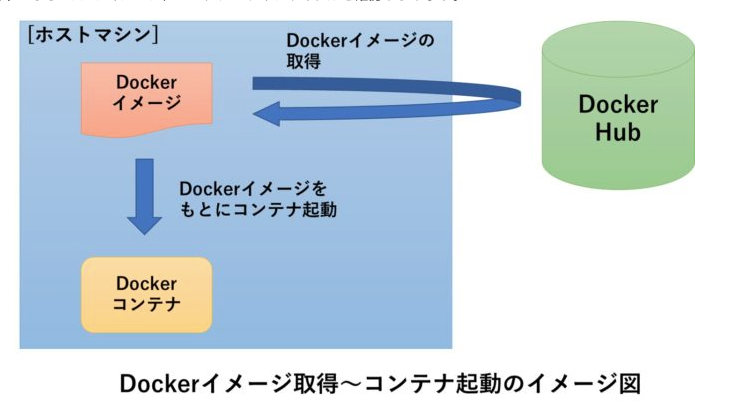 [ホストマシン]
Dockerイメージの
取得
Docker
イメージ
Docker
Hub
Dockerイメージを
もとにコンテナ起動
Docker
コンテナ
Dockerイメージ取得～コンテナ起動のイメージ図